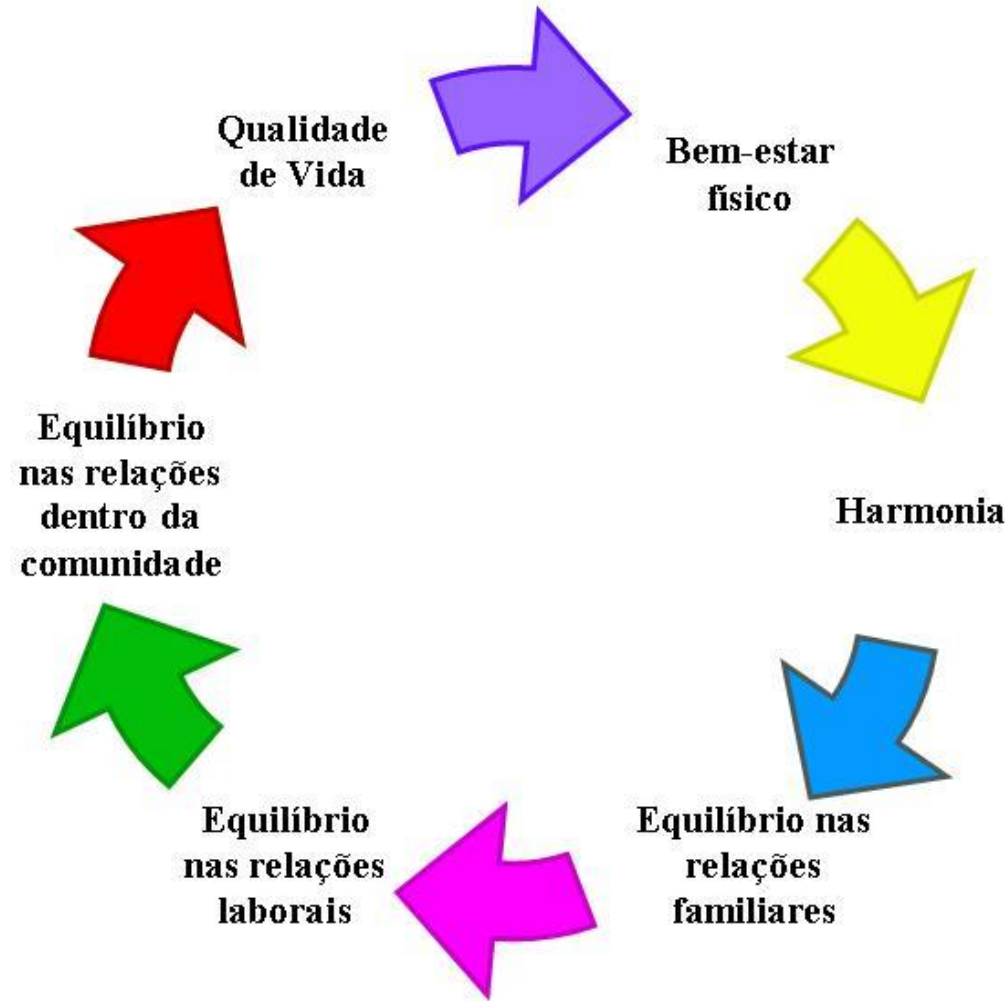 Qualidade
de Vida
Bem-estar
físico
Harmonia
Equilíbrio nas
relações
familiares
Equilíbrio
nas relações
laborais
Equilíbrio
nas relações
dentro da
comunidade